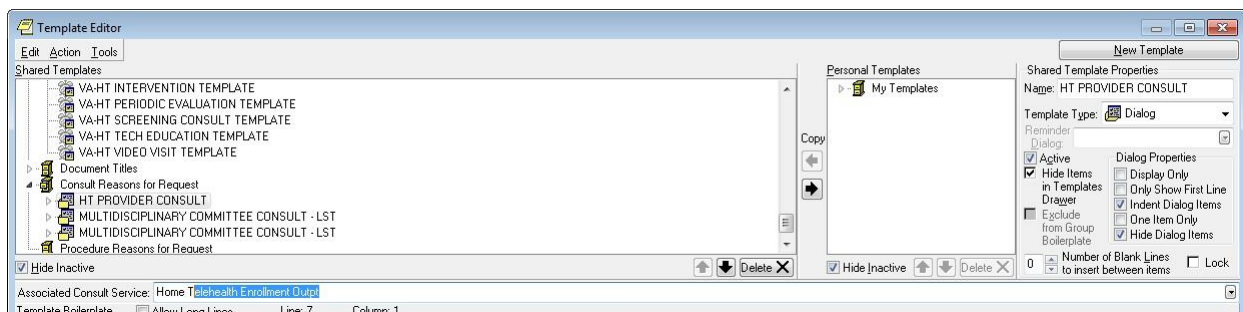 Template Editor
Edit Action Tools
New Template
Shared Templates
VA-HT INTERVENTION TEMPLATE
VA-HT PERIODIC EVALUATION TEMPLATE
VA-HT SCREENING CONSULT TEMPLATE
VA-HT TECH EDUCATION TEMPLATE
VA-HT VIDEO VISIT TEMPLATE
Document Titles
Consult Reasons for Request
HT PROVIDER CONSULT
MULTIDISCIPLINARY COMMITTEE CONSULT - LST
MULTIDISCIPLINARY COMMITTEE CONSULT - LST
Procedure Reasons for Request
Hide Inactive
Delete
Copy
Personal Templates
My Templates
Hide Inactive
Delete
Shared Template Properties
Name: HT PROVIDER CONSULT
Template Type: Dialog
Reminder
Dialog:
Active
Hide Items
in Templates
Drawer
Exclude
from Group
Boilerplate
Dialog Properties
Display Only
Only Show First Line
Indent Dialog Items
One Item Only
Hide Dialog Items
0 Number of Blank Lines
to insert between items
Lock
Associated Consult Service: Home Telehealth Enrollment Outpt
Template Boilerplate Allow Long Lines Line: 7 Column: 1